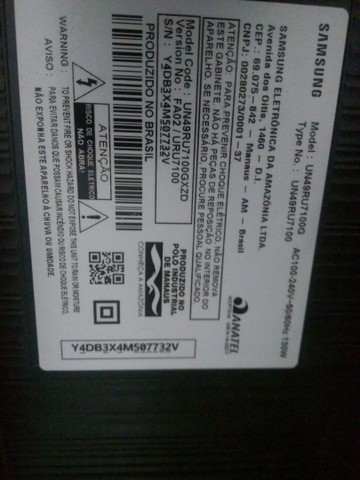 SAMSUNG
Model: UN49RU7100G AC100-240V~50/60Hz 130W
Type No.: UN49RU7100
SAMSUNG ELETRÔNICA DA AMAZÔNIA LTDA.
Avenida dos Oitis, 1460 - D.I.
CEP: 69.075-842 - Manaus - AM - Brasil
CNPJ: 00280273/0001-37
ATENÇÃO: PARA PREVENIR CHOQUE ELÉTRICO, NÃO REMOVA
ESTE GABINETE. NÃO HÁ PEÇAS DE REPOSIÇÃO NO INTERIOR DO
APARELHO. SE NECESSÁRIO, PROCURE PESSOAL QUALIFICADO.
Model Code: UN49RU7100GXZD
Version No: FA02 / URU7100
S/N: Y4DB3X4M507732V
PRODUZIDO NO BRASIL
ATENÇÃO
RISCO DE CHOQUE ELÉTRICO
NÃO ABRA
WARNING: TO PREVENT FIRE OR SHOCK HAZARD DO NOT EXPOSE THIS UNIT TO RAIN OR MOISTURE
AVISO: PARA EVITAR DANOS QUE POSSAM CAUSAR INCÊNDIO OU RISCO DE CHOQUE ELÉTRICO,
NÃO EXPONHA ESTE APARELHO À CHUVA OU UMIDADE.
PRODUZIDO NO
POLO INDUSTRIAL
DE MANAUS
CONHEÇA A AMAZÔNIA
ANATEL
Y4DB3X4M507732V